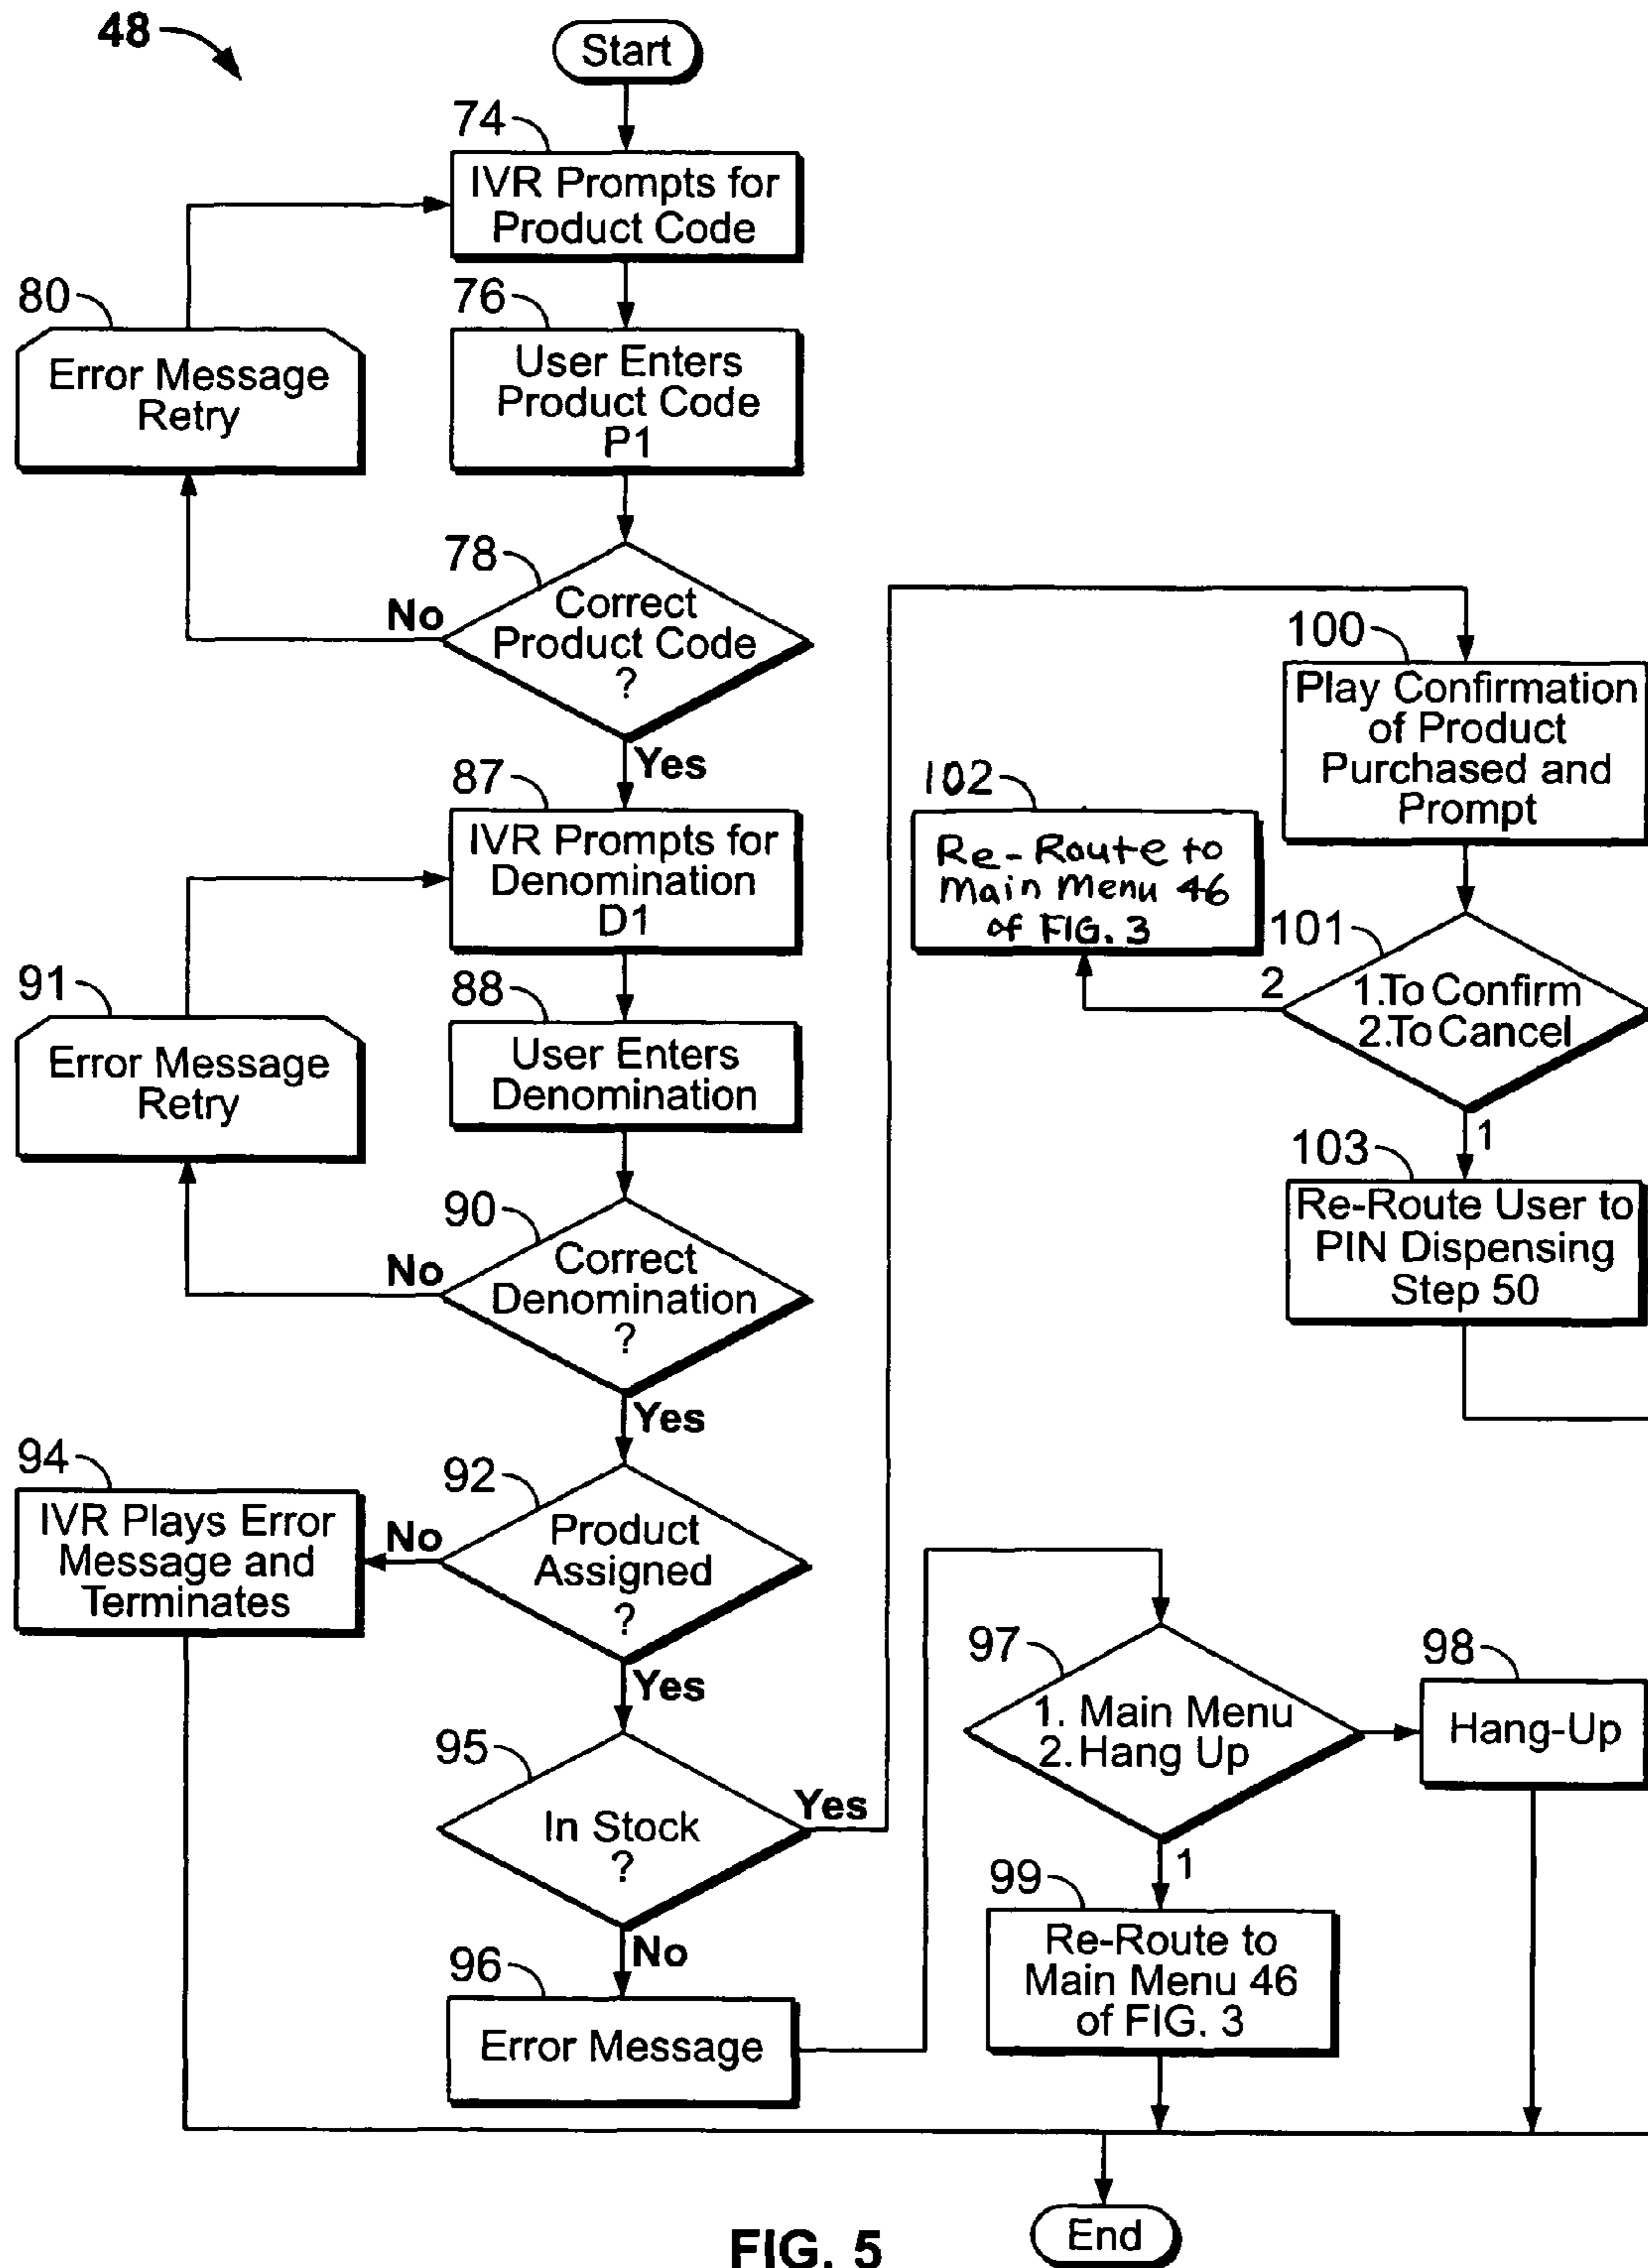 48
Start
74
IVR Prompts for
Product Code
80
Error Message
Retry
76
User Enters
Product Code
P1
78
Correct
Product Code
?
No
Yes
87
IVR Prompts for
Denomination
D1
91
Error Message
Retry
88
User Enters
Denomination
90
Correct
Denomination
?
No
Yes
92
Product
Assigned
?
No
94
IVR Plays Error
Message and
Terminates
Yes
95
In Stock
?
Yes
No
96
Error Message
100
Play Confirmation
of Product
Purchased and
Prompt
101
1.To Confirm
2.To Cancel
2
102
Re-Route to
Main Menu 46
of FIG. 3
1
103
Re-Route User to
PIN Dispensing
Step 50
97
1. Main Menu
2. Hang Up
98
Hang-Up
1
99
Re-Route to
Main Menu 46
of FIG. 3
End
FIG. 5